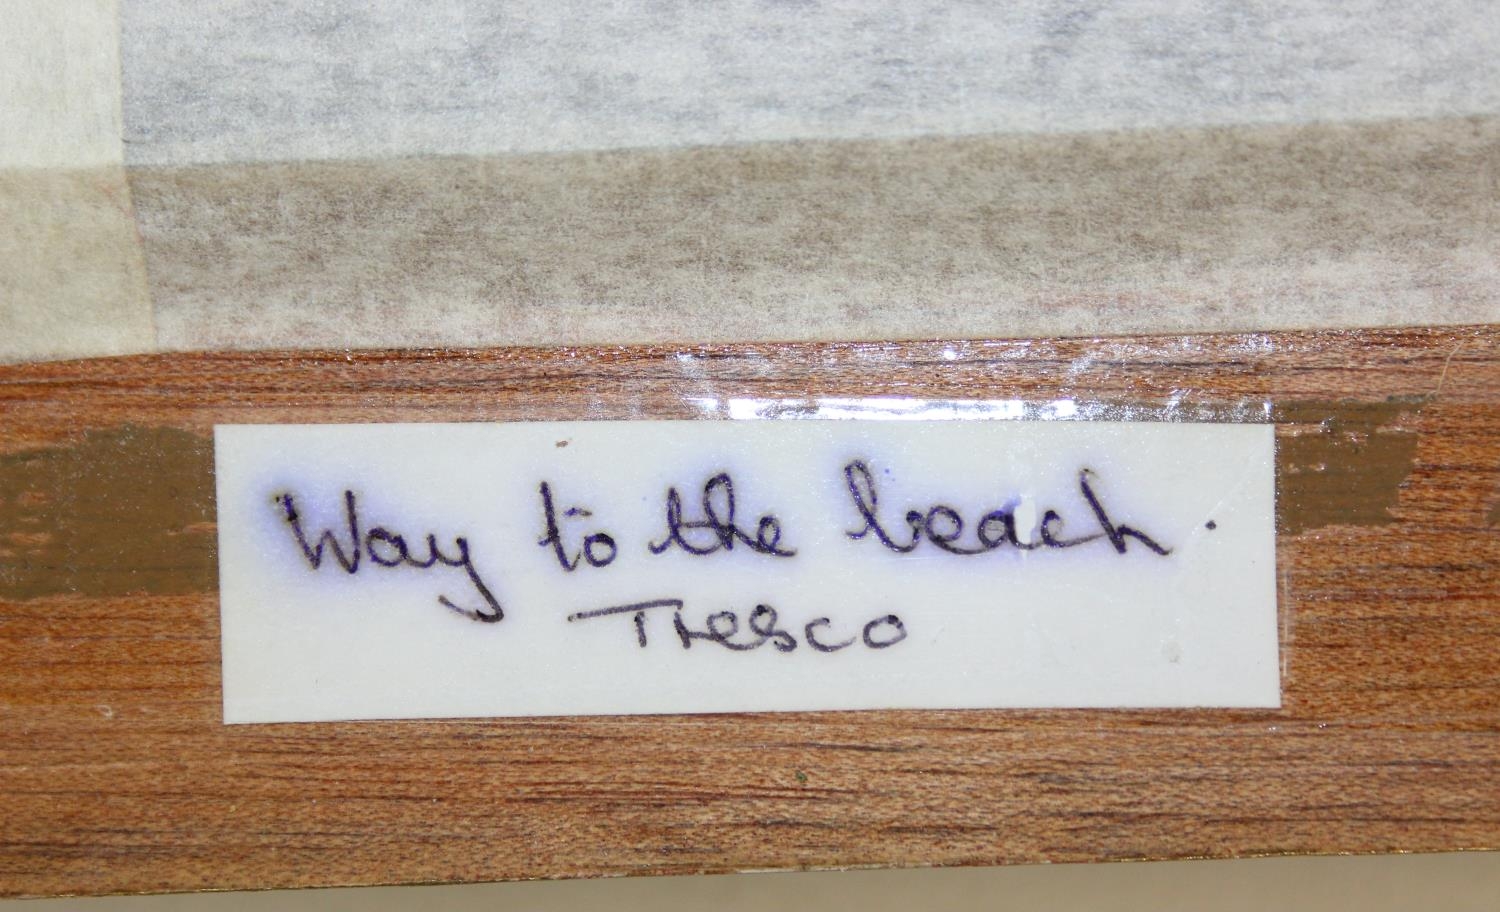 Way to the beach.
Tresco